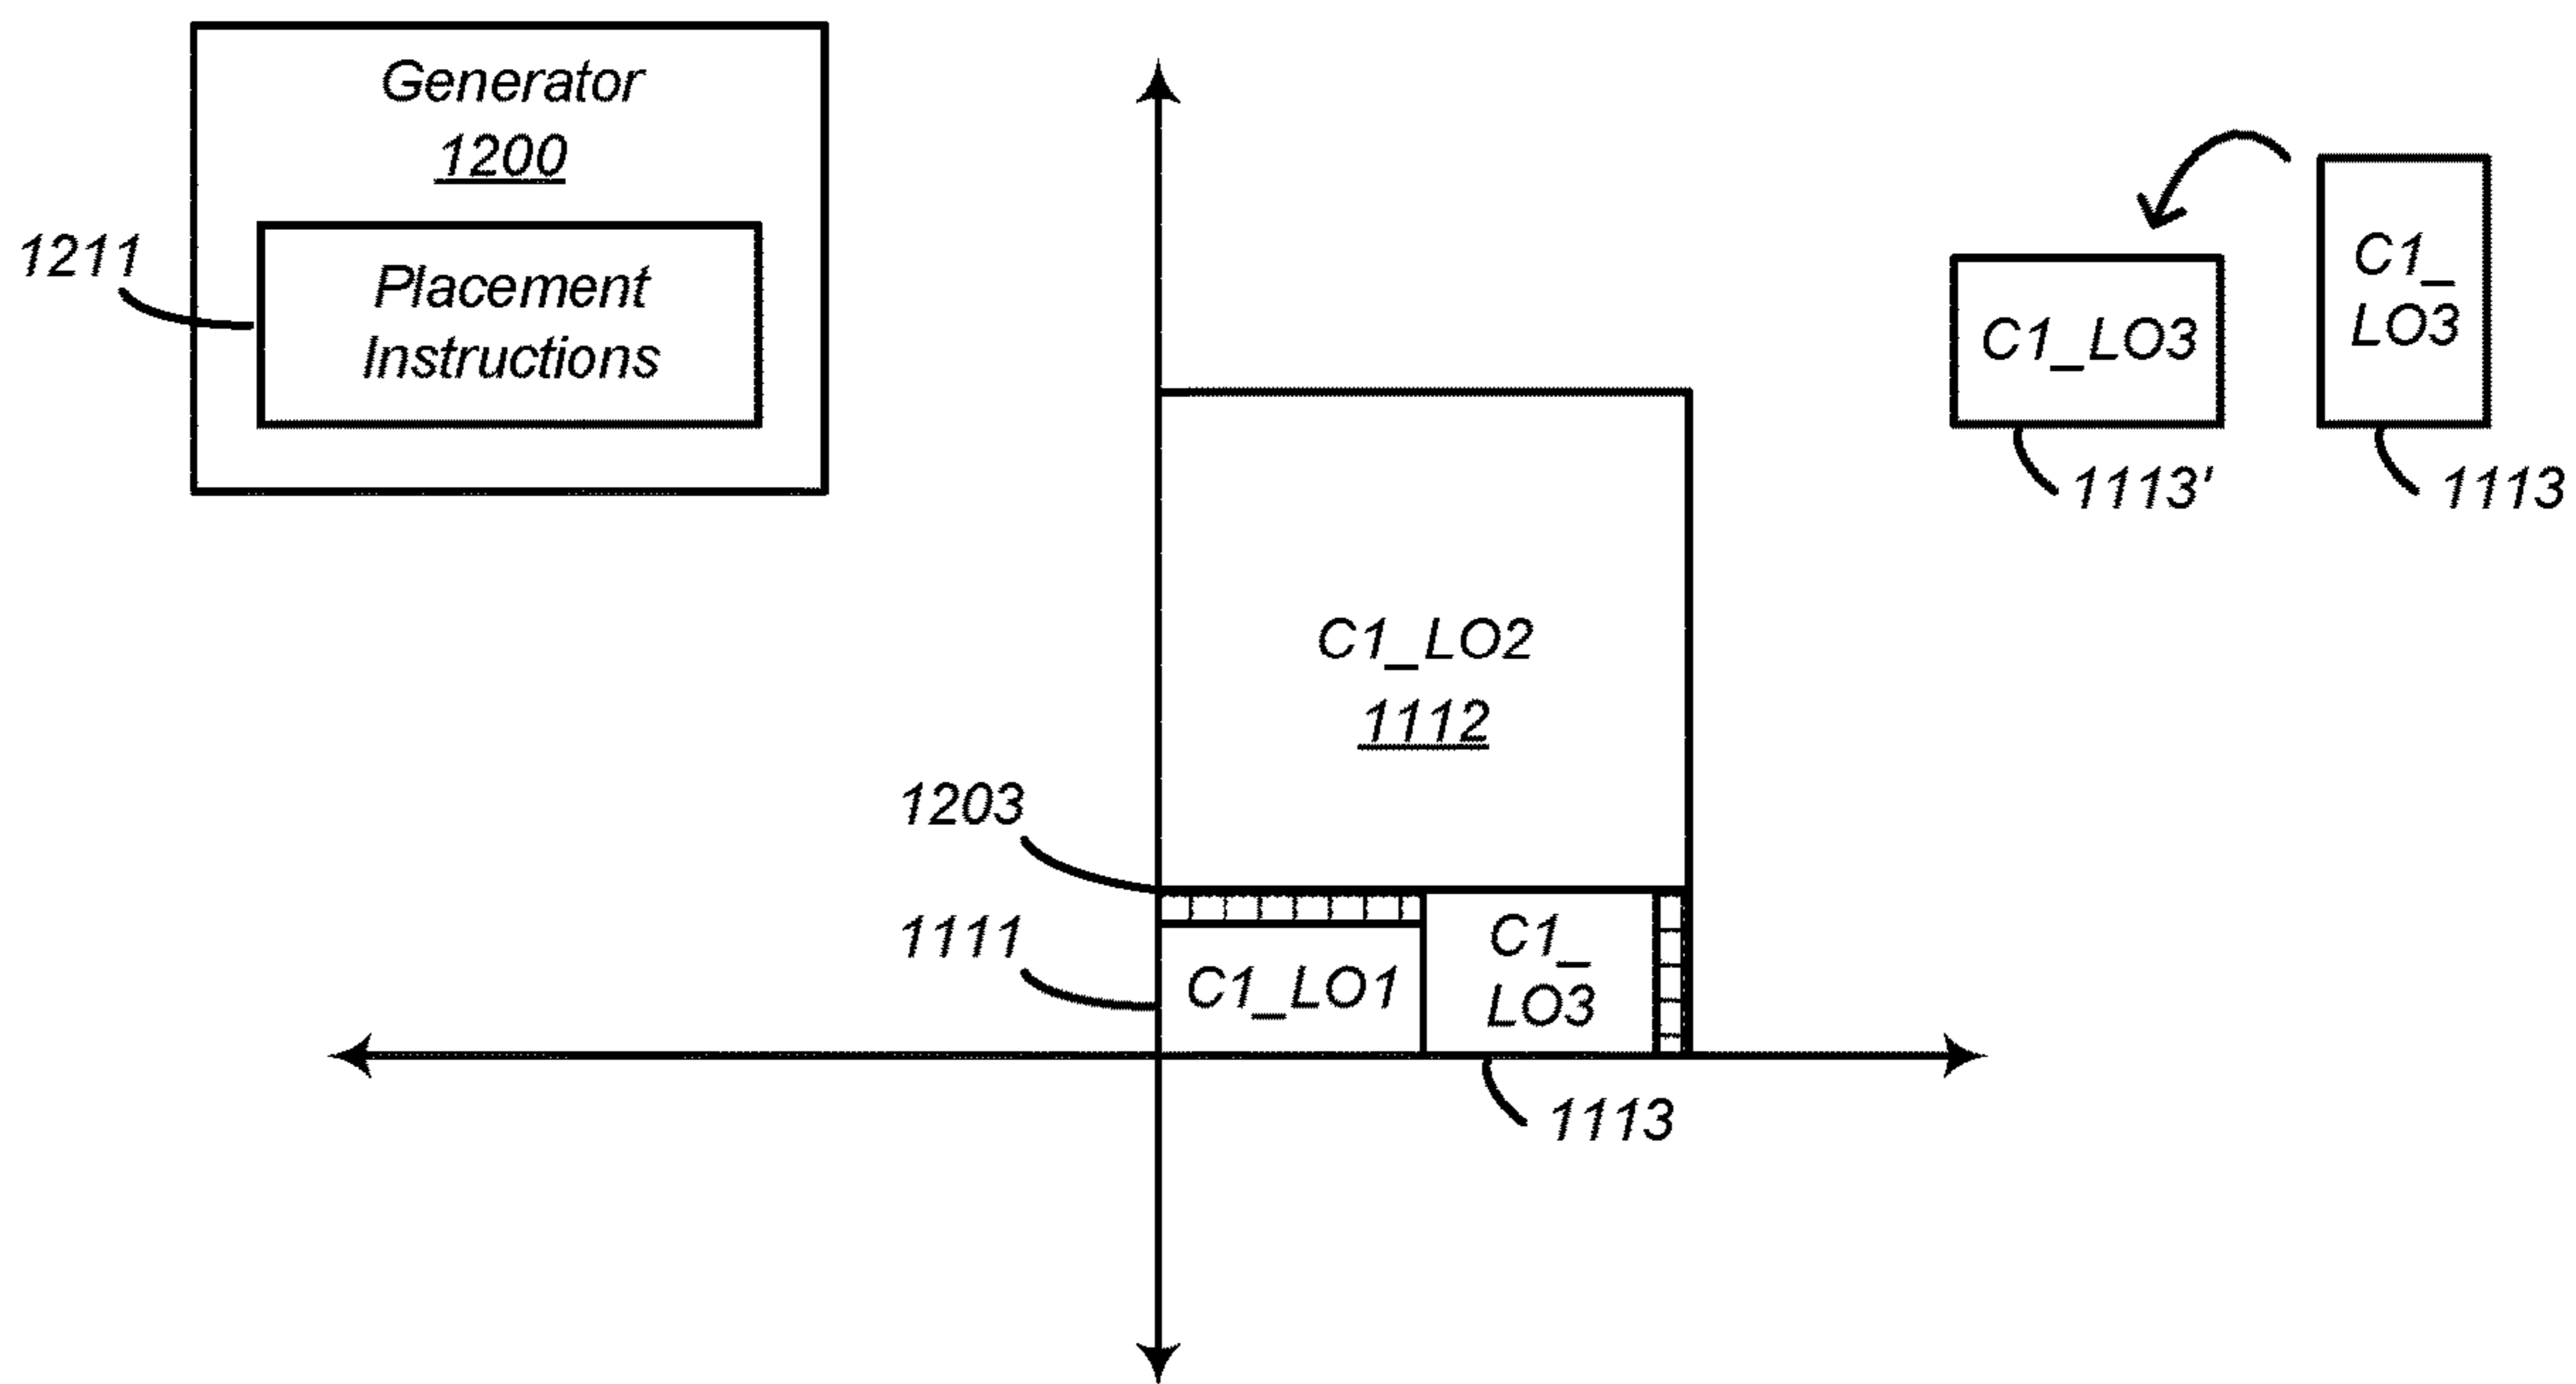 Generator
1200
1211
Placement
Instructions
C1_
LO3
C1_LO3
1113'
1113
C1_LO2
1112
1203
1111
C1_LO1
C1_
LO3
1113